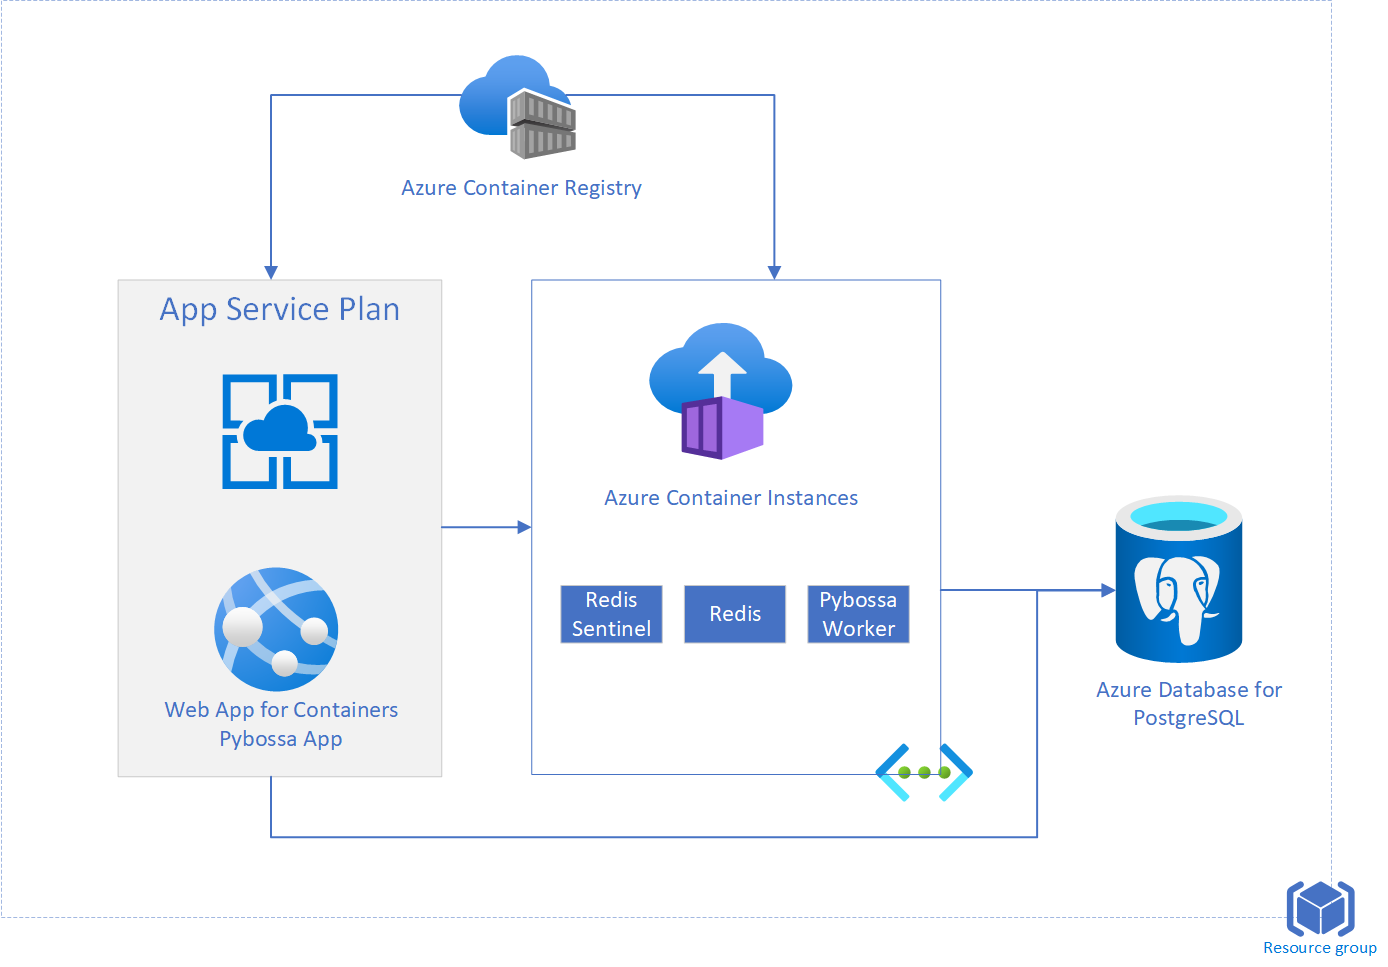 Azure Container Registry
App Service Plan
Web App for Containers
Pybossa App
Azure Container Instances
Redis
Sentinel
Redis
Pybossa
Worker
Azure Database for
PostgreSQL
Resource group